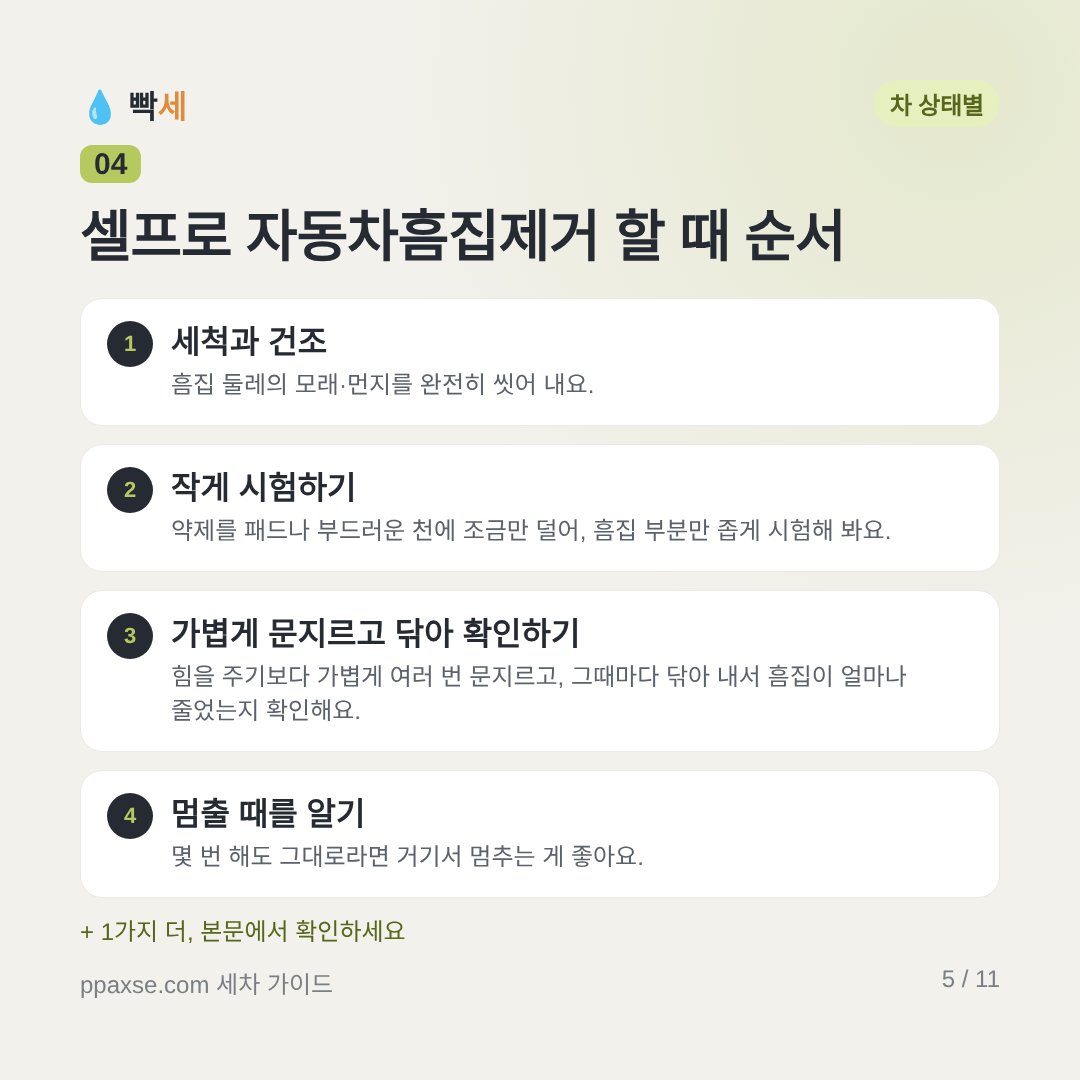 빡세
차 상태별
04
셀프로 자동차흠집제거 할 때 순서
1
세척과 건조
흠집 둘레의 모래·먼지를 완전히 씻어 내요.
2
작게 시험하기
약제를 패드나 부드러운 천에 조금만 덜어, 흠집 부분만 좁게 시험해 봐요.
3
가볍게 문지르고 닦아 확인하기
힘을 주기보다 가볍게 여러 번 문지르고, 그때마다 닦아 내서 흠집이 얼마나
줄었는지 확인해요.
4
멈출 때를 알기
몇 번 해도 그대로라면 거기서 멈추는 게 좋아요.
+ 1가지 더, 본문에서 확인하세요
ppaxse.com 세차 가이드
5 / 11